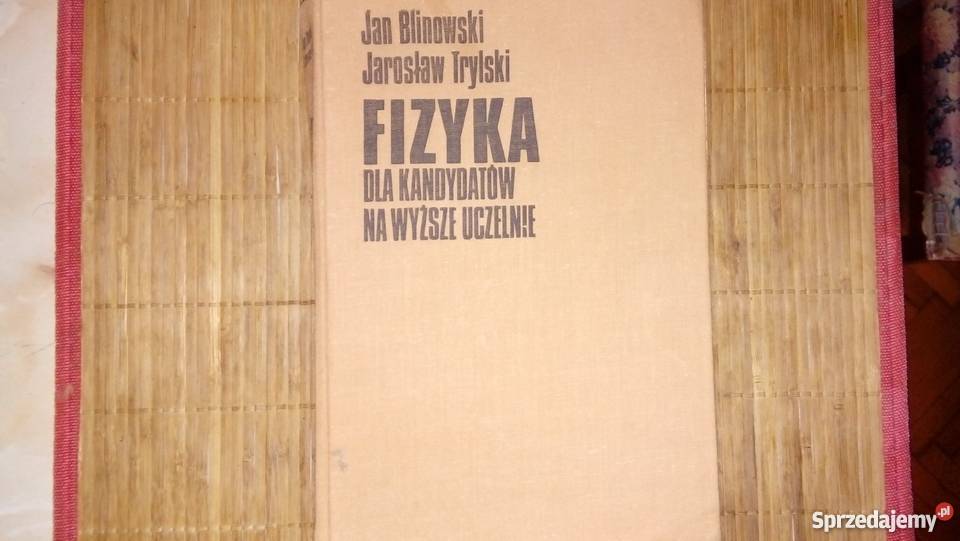 Jan Blinowski
Jarosław Trylski
FIZYKA
DLA KANDYDATÓW
NA WYŻSZE UCZELNIE
Sprzedajemy.pl